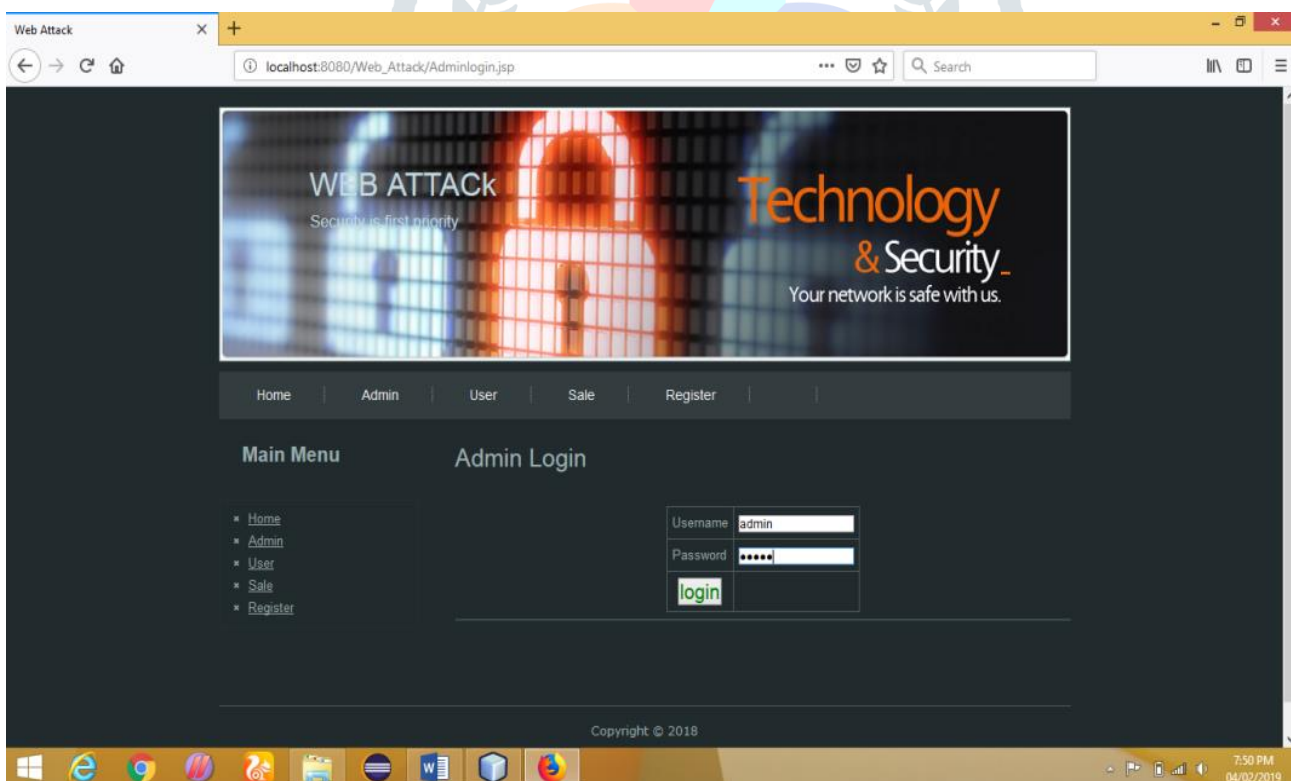 Web Attack
localhost:8080/Web_Attack/Adminlogin.jsp
Search
WEB ATTACk
Security is first priority
Technology
& Security_
Your network is safe with us.
Home Admin User Sale Register
Main Menu
Admin Login
Home
Admin
User
Sale
Register
Username admin
Password •••••
login
Copyright © 2018
7:50 PM
04/02/2019